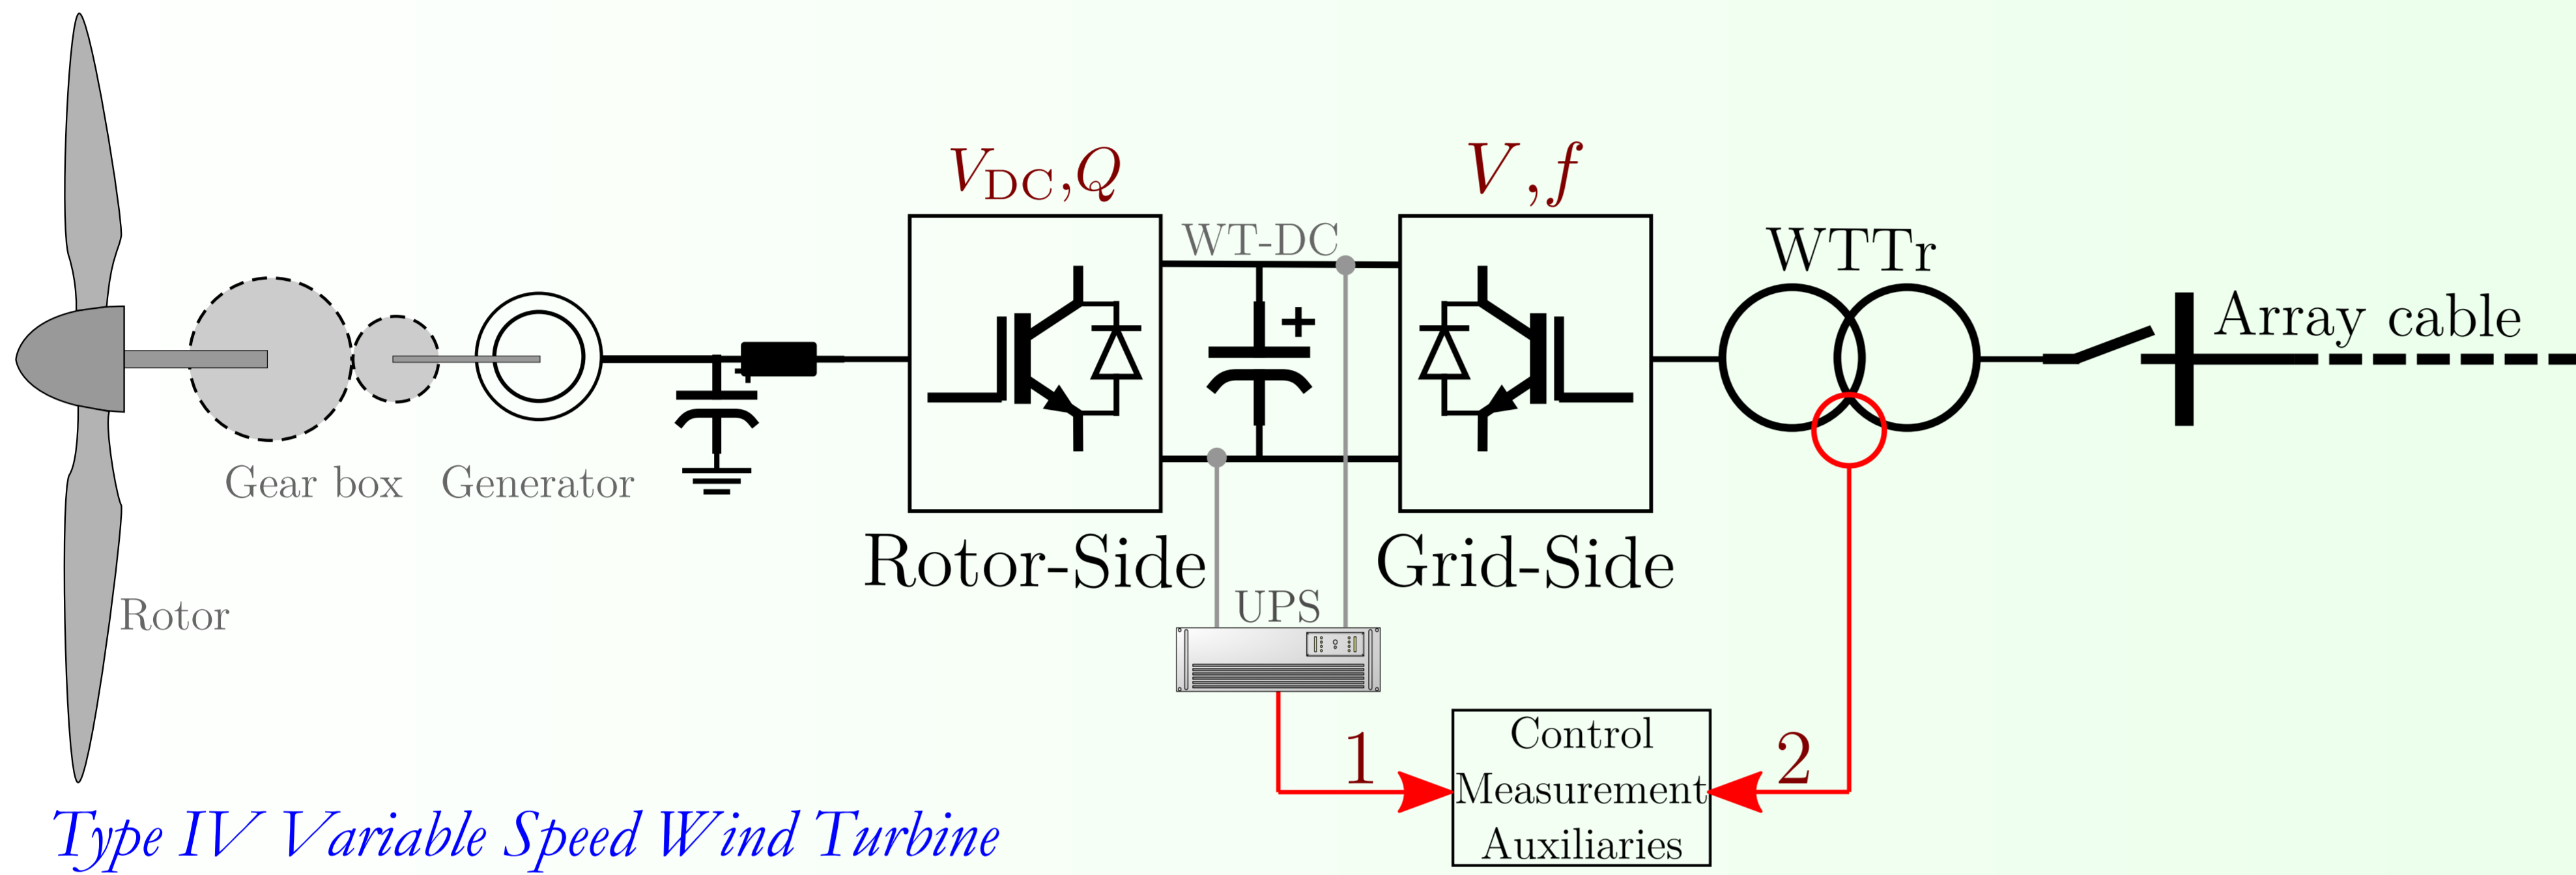 V_DC,Q
V,f
WT-DC
+
WTTr
Array cable
+
Gear box
Generator
Rotor-Side
Grid-Side
UPS
Rotor
Control
Measurement
Auxiliaries
1
2
Type IV Variable Speed Wind Turbine